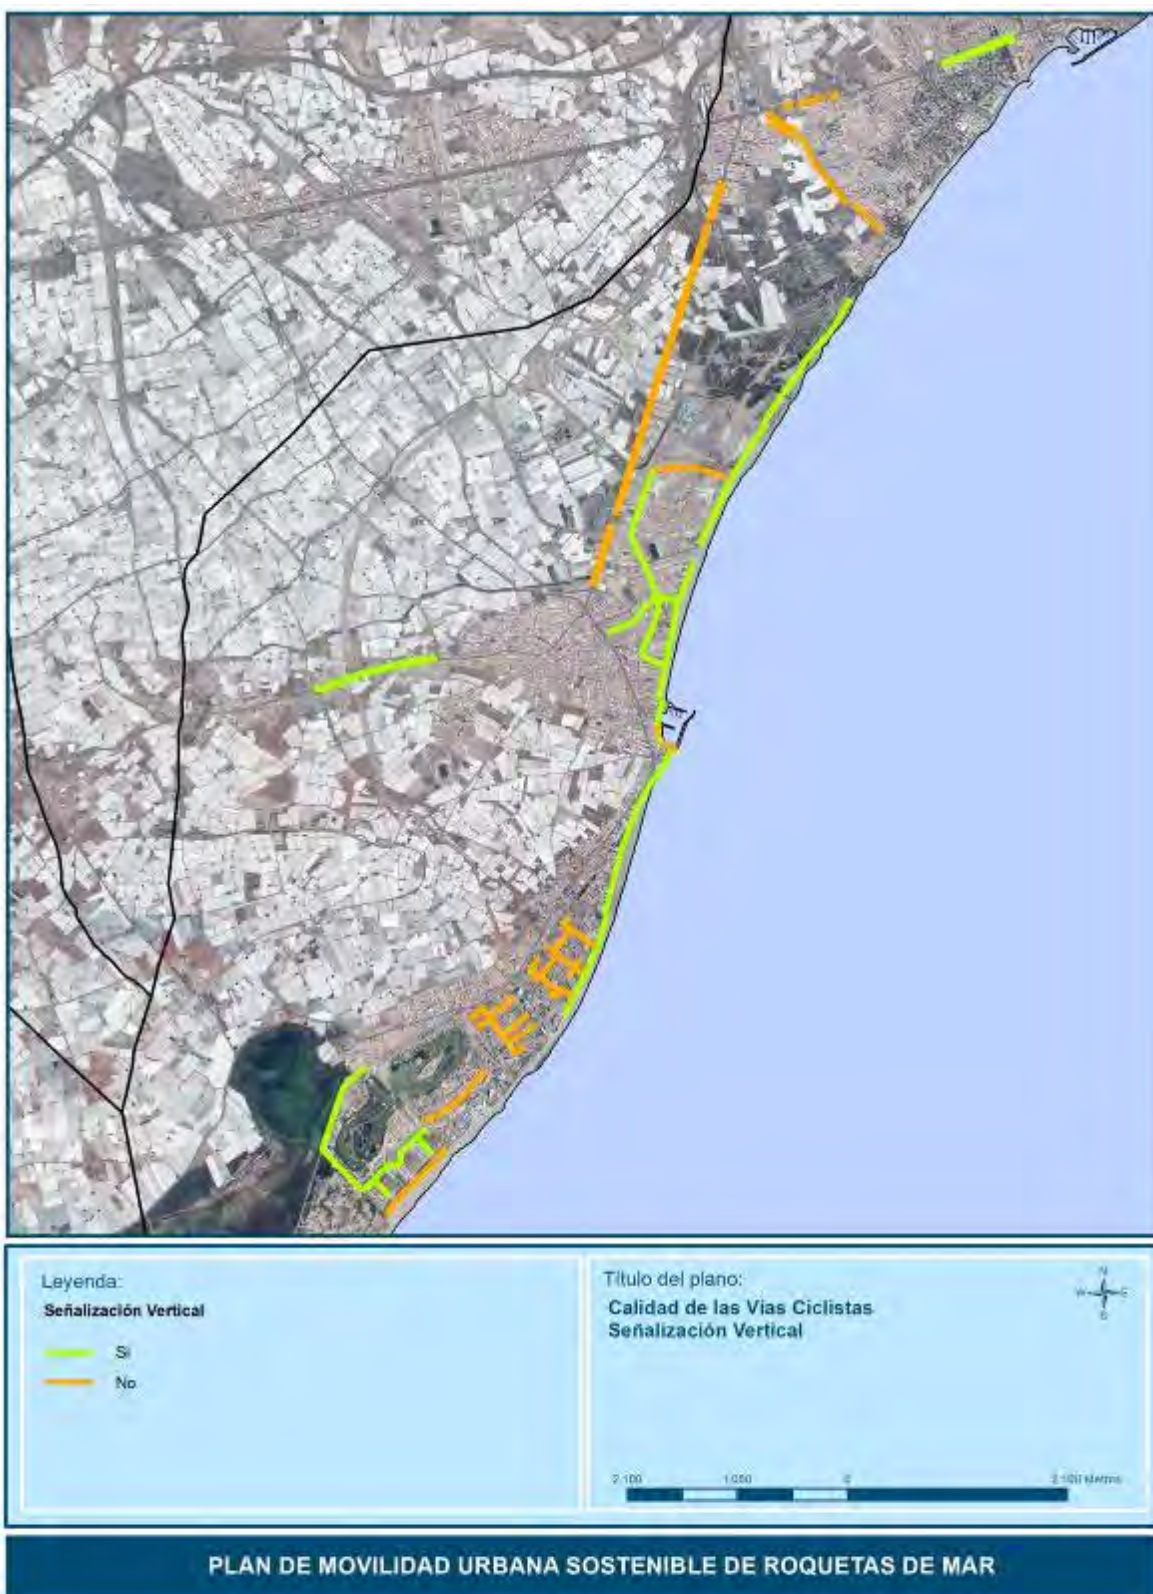 Leyenda:
Señalización Vertical
Si
No
Título del plano:
Calidad de las Vias Ciclistas
Señalización Vertical
N
W E
S
2.100 1.050 0 2.100 Metros
PLAN DE MOVILIDAD URBANA SOSTENIBLE DE ROQUETAS DE MAR